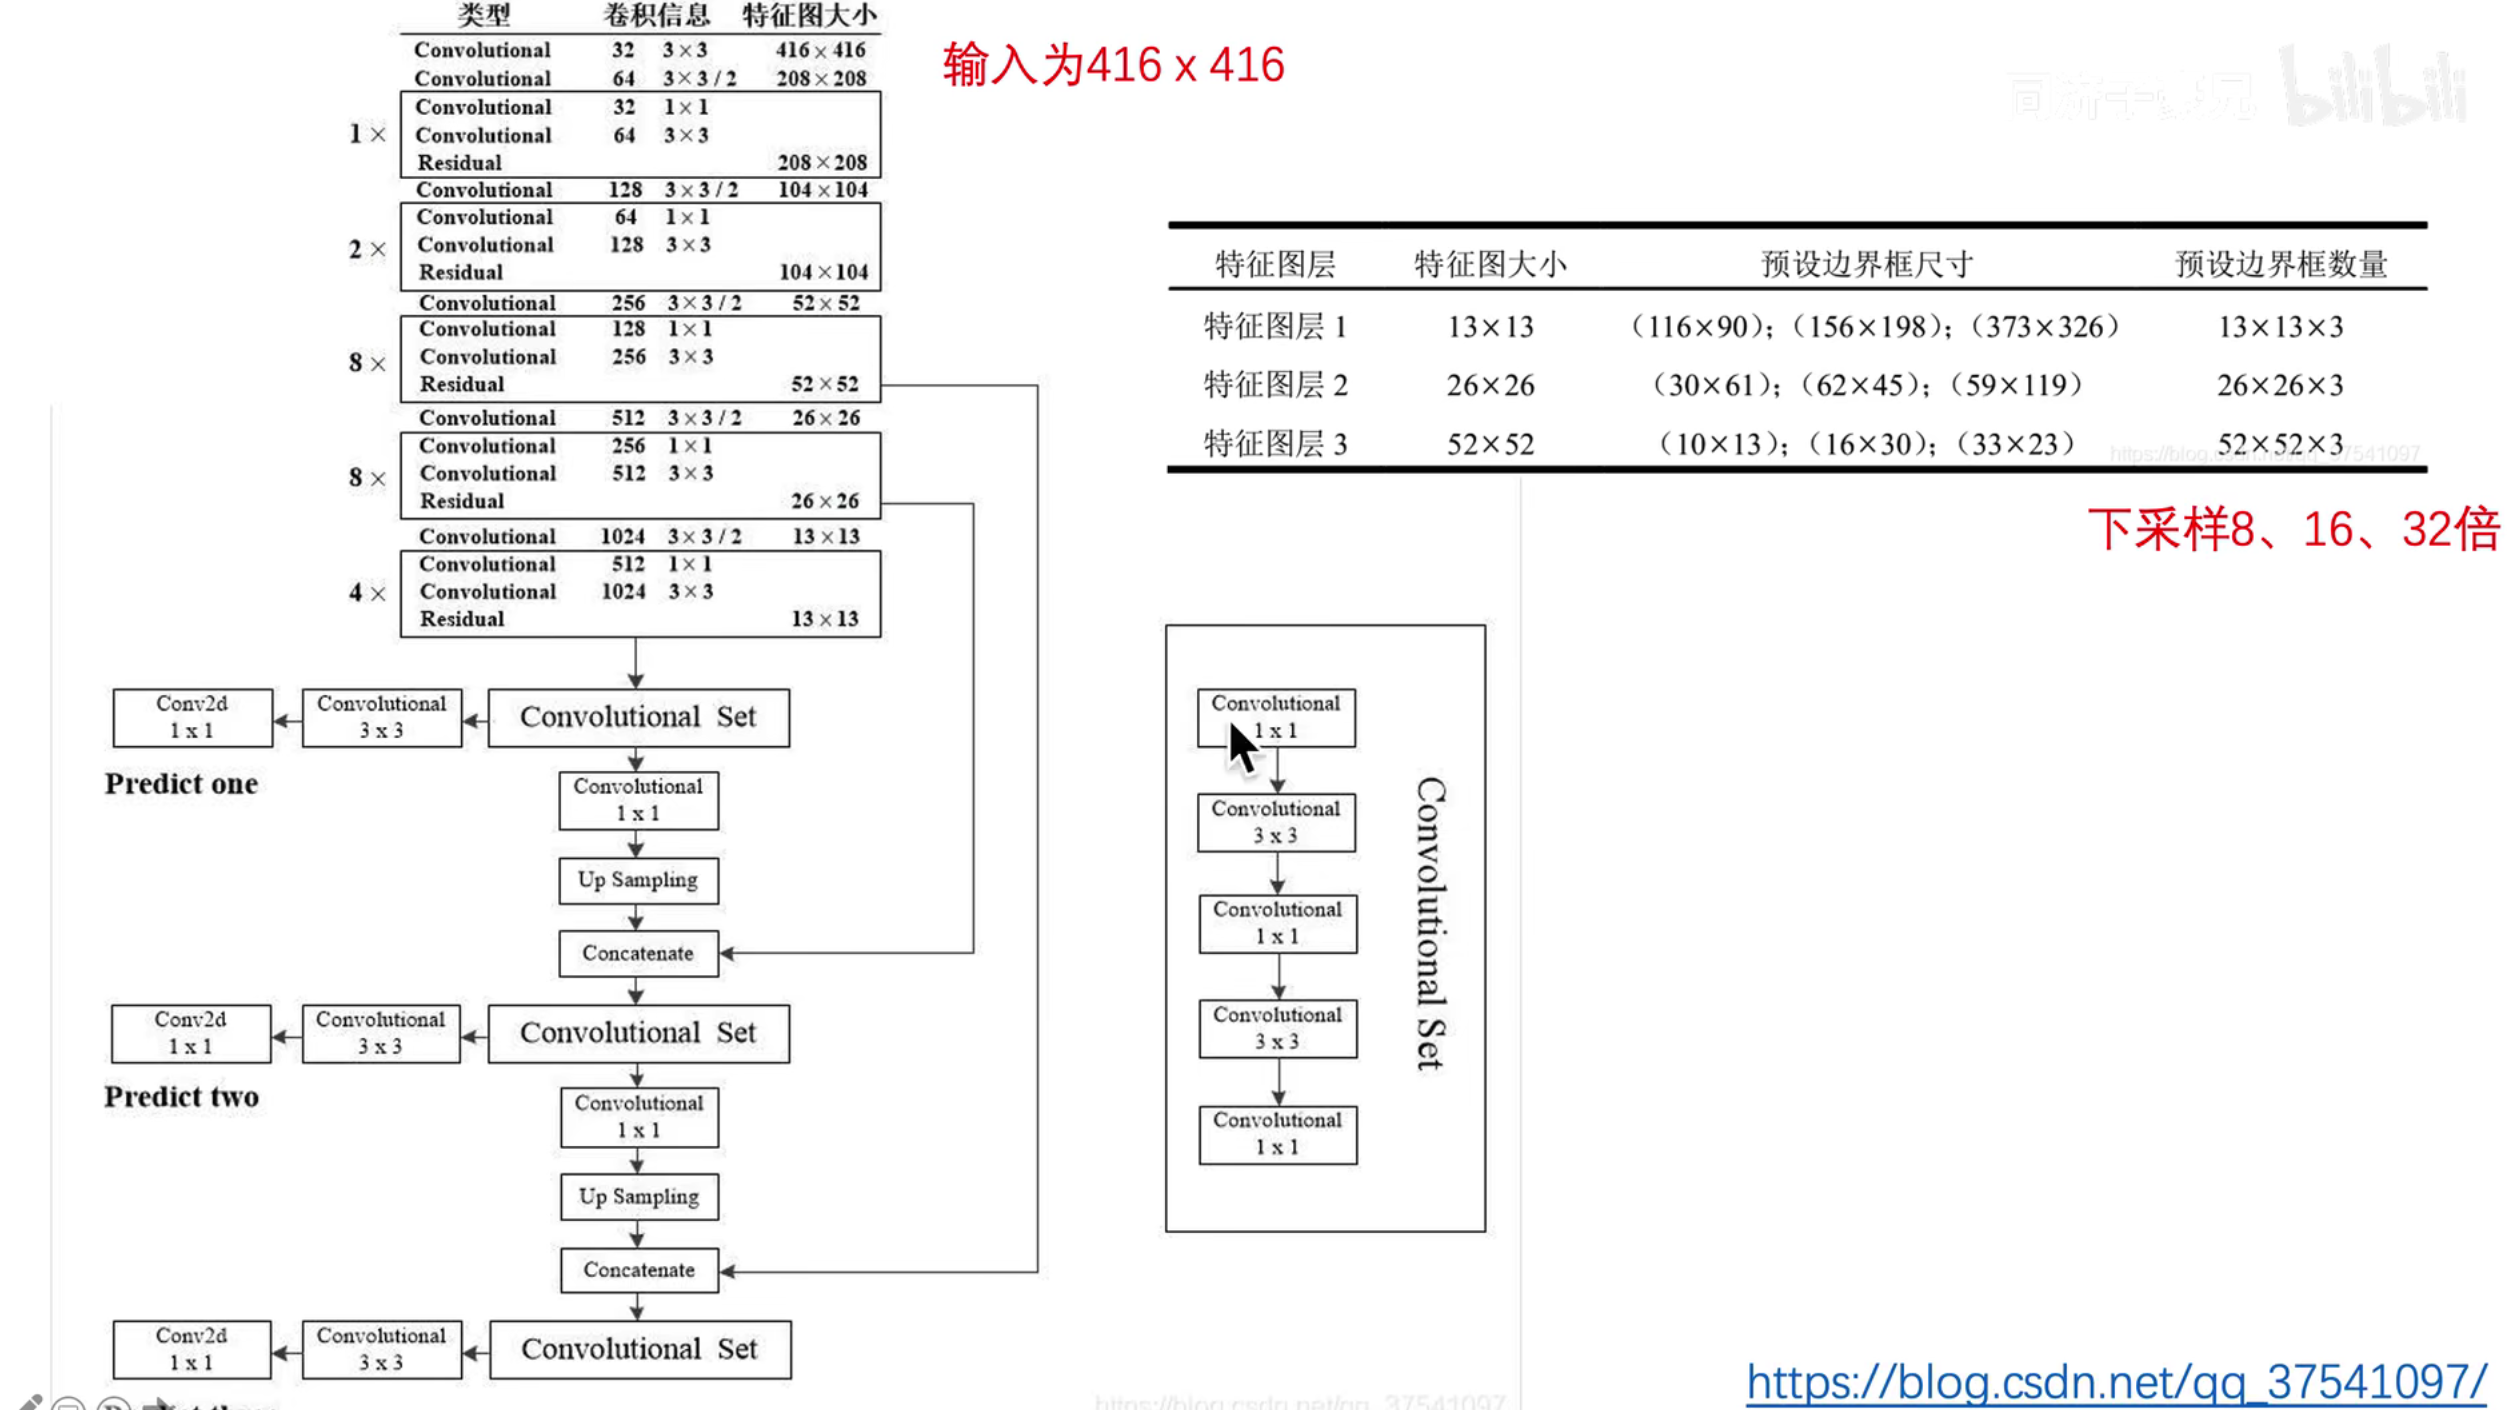 类型 卷积信息 特征图大小
Convolutional 32 3×3 416×416
Convolutional 64 3×3/2 208×208
1×
Convolutional 32 1×1
Convolutional 64 3×3
Residual 208×208
Convolutional 128 3×3/2 104×104
2×
Convolutional 64 1×1
Convolutional 128 3×3
Residual 104×104
Convolutional 256 3×3/2 52×52
8×
Convolutional 128 1×1
Convolutional 256 3×3
Residual 52×52
Convolutional 512 3×3/2 26×26
8×
Convolutional 256 1×1
Convolutional 512 3×3
Residual 26×26
Convolutional 1024 3×3/2 13×13
4×
Convolutional 512 1×1
Convolutional 1024 3×3
Residual 13×13
Conv2d
1 x 1
Convolutional
3 x 3
Convolutional Set
Predict one
Convolutional
1 x 1
Up Sampling
Concatenate
Conv2d
1 x 1
Convolutional
3 x 3
Convolutional Set
Predict two
Convolutional
1 x 1
Up Sampling
Concatenate
Conv2d
1 x 1
Convolutional
3 x 3
Convolutional Set
输入为416 x 416
bilibili
特征图层 特征图大小 预设边界框尺寸 预设边界框数量
特征图层 1 13×13 （116×90）；（156×198）；（373×326） 13×13×3
特征图层 2 26×26 （30×61）；（62×45）；（59×119） 26×26×3
特征图层 3 52×52 （10×13）；（16×30）；（33×23） 52×52×3
https://blog.csdn.net/qq_37541097
下采样8、16、32倍
Convolutional
1 x 1
Convolutional
3 x 3
Convolutional
1 x 1
Convolutional
3 x 3
Convolutional
1 x 1
Convolutional Set
https://blog.csdn.net/qq_37541097
https://blog.csdn.net/qq_37541097/